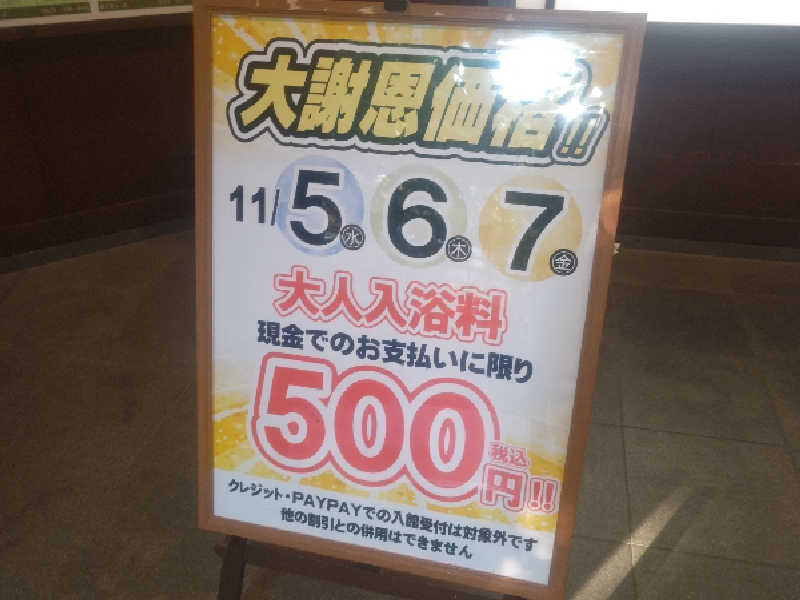 大謝恩価格!!
11/5水 6木 7金
大人入浴料
現金でのお支払いに限り
500円税込!!
クレジット・PAYPAYでの入館受付は対象外です
他の割引との併用はできません